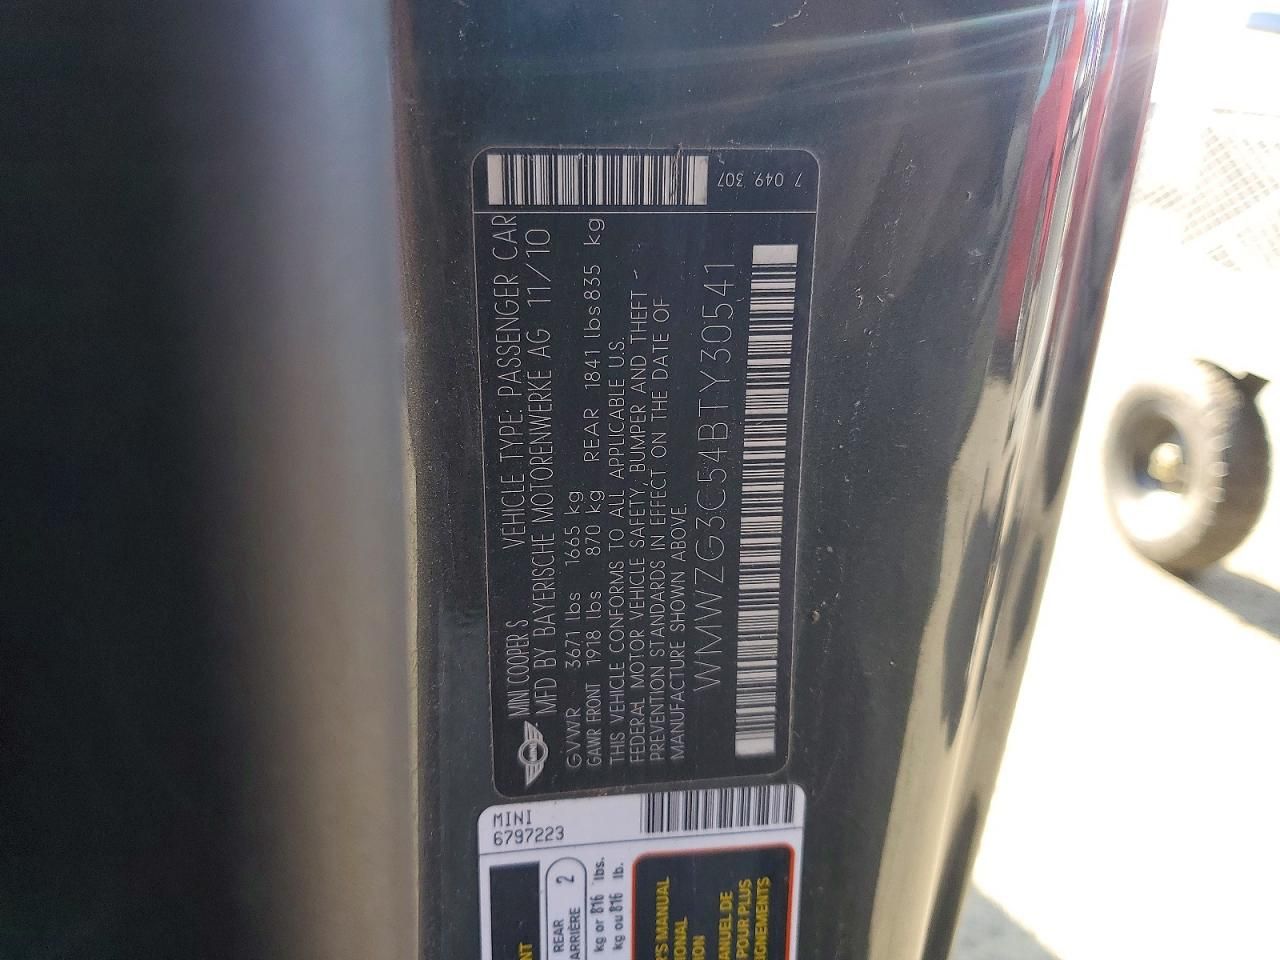 7 049 307
MINI COOPER S VEHICLE TYPE: PASSENGER CAR
MFD BY BAYERISCHE MOTORENWERKE AG 11/10
GVWR 3671 lbs 1665 kg
GAWR FRONT 1918 lbs 870 kg REAR 1841 lbs 835 kg
THIS VEHICLE CONFORMS TO ALL APPLICABLE U.S.
FEDERAL MOTOR VEHICLE SAFETY, BUMPER AND THEFT -
PREVENTION STANDARDS IN EFFECT ON THE DATE OF
MANUFACTURE SHOWN ABOVE.
WMWZG3C54BTY30541
MINI
MINI
6797223
REAR 2
ARRIÈRE
kg or 816 lbs.
kg ou 816 lb.
'S MANUAL
IONAL
ION
MANUEL DE
POUR PLUS
IGNEMENTS